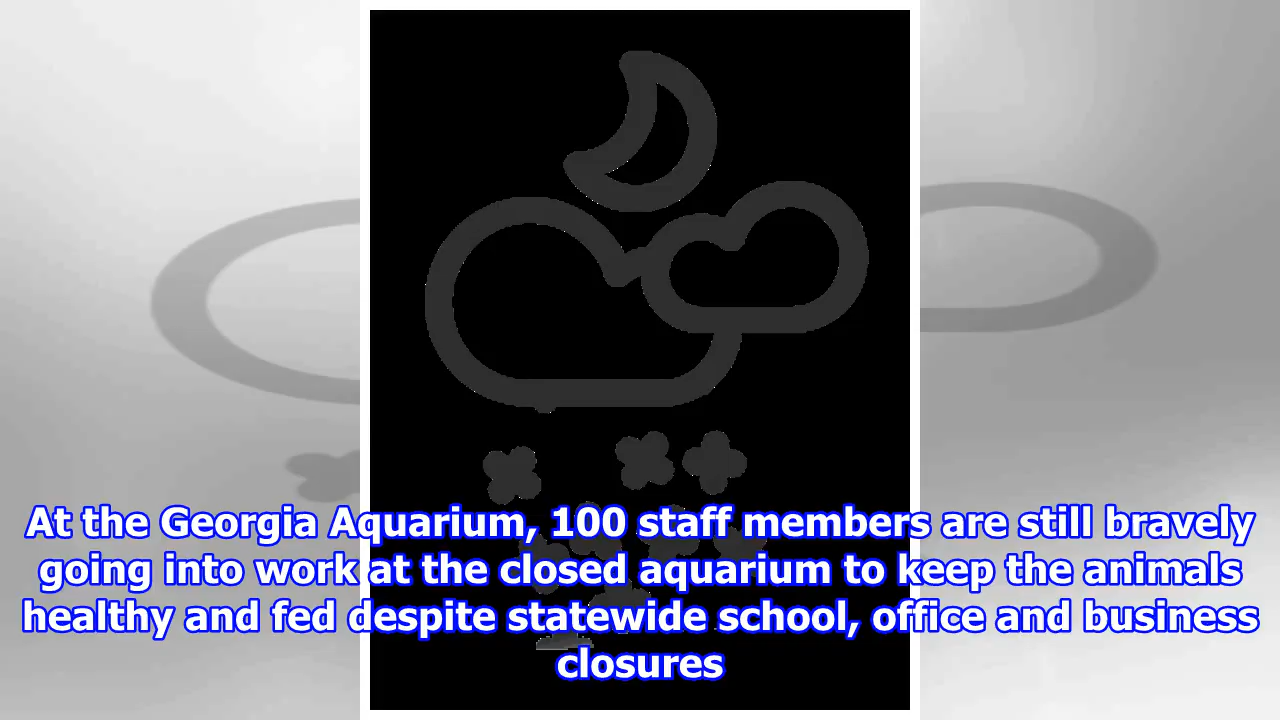 At the Georgia Aquarium, 100 staff members are still bravely
going into work at the closed aquarium to keep the animals
healthy and fed despite statewide school, office and business
closures